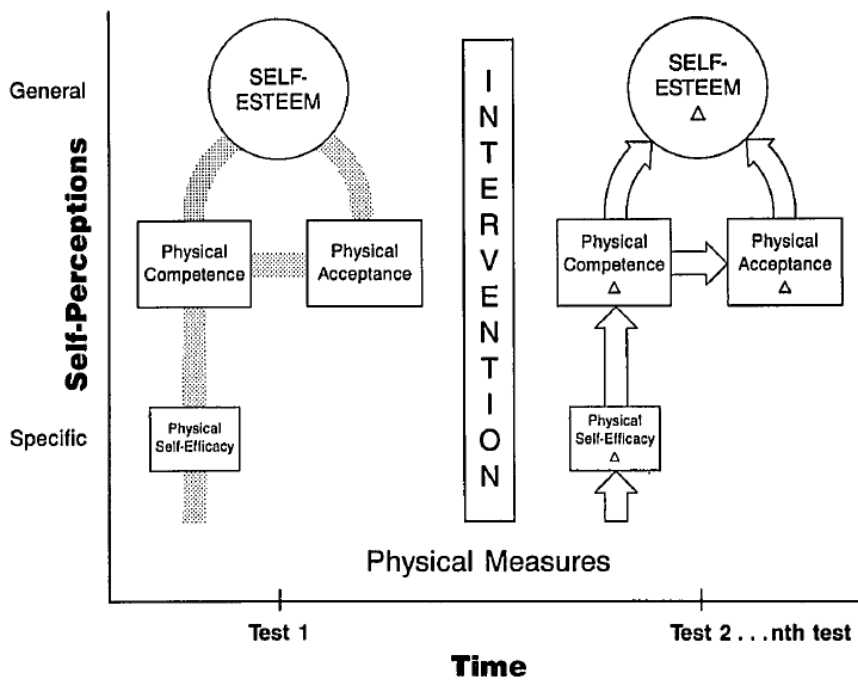 General
Self-Perceptions
Specific
SELF-
ESTEEM
Physical
Competence
Physical
Acceptance
Physical
Self-Efficacy
INTERVENTION
SELF-
ESTEEM
Δ
Physical
Competence
Δ
Physical
Acceptance
Δ
Physical
Self-Efficacy
Δ
Physical Measures
Test 1
Test 2 . . . nth test
Time